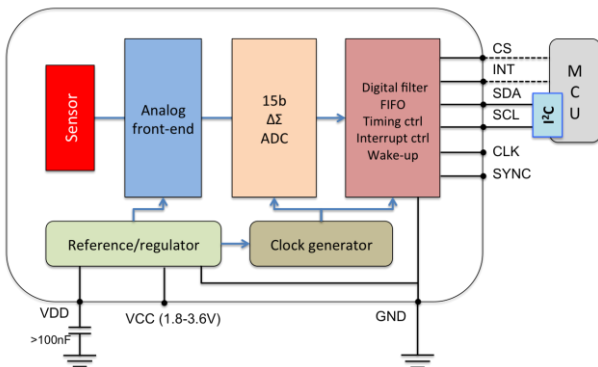 Sensor
Analog
front-end
15b
ΔΣ
ADC
Digital filter
FIFO
Timing ctrl
Interrupt ctrl
Wake-up
CS
INT
SDA
SCL
CLK
SYNC
I²C
M
C
U
Reference/regulator
Clock generator
VDD
>100nF
VCC (1.8-3.6V)
GND